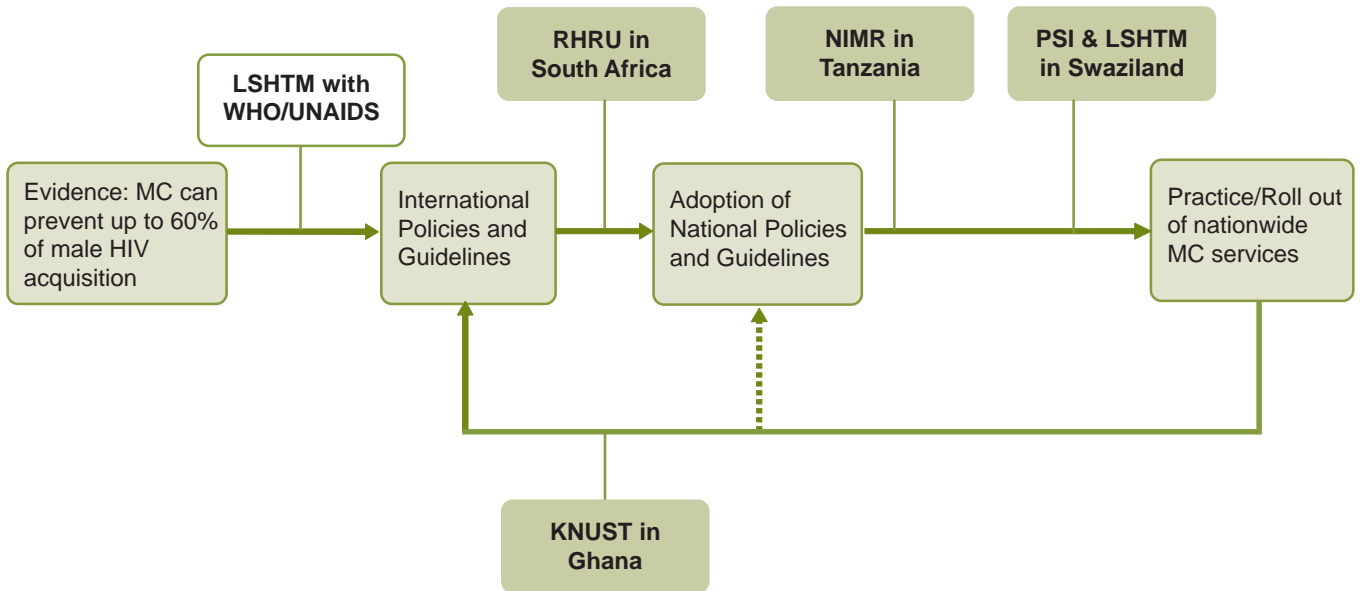 RHRU in
South Africa
NIMR in
Tanzania
PSI & LSHTM
in Swaziland
LSHTM with
WHO/UNAIDS
Evidence: MC can
prevent up to 60%
of male HIV
acquisition
International
Policies and
Guidelines
Adoption of
National Policies
and Guidelines
Practice/Roll out
of nationwide
MC services
KNUST in
Ghana